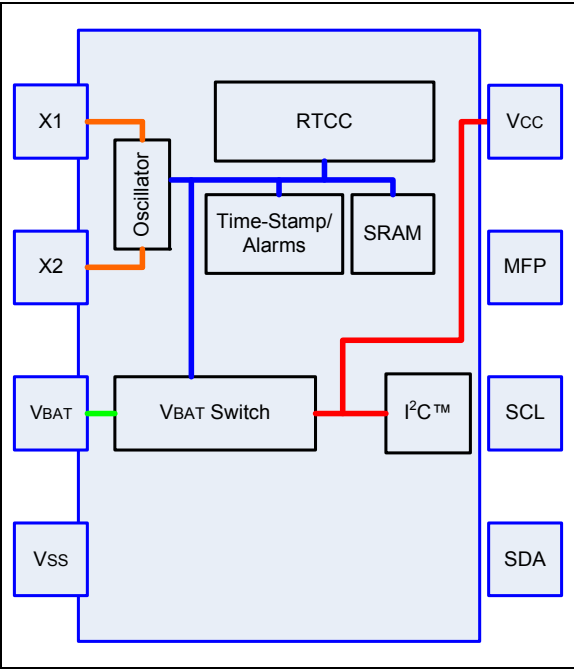 X1
Oscillator
RTCC
VCC
X2
Time-Stamp/
Alarms
SRAM
MFP
VBAT
VBAT Switch
I²C™
SCL
VSS
SDA